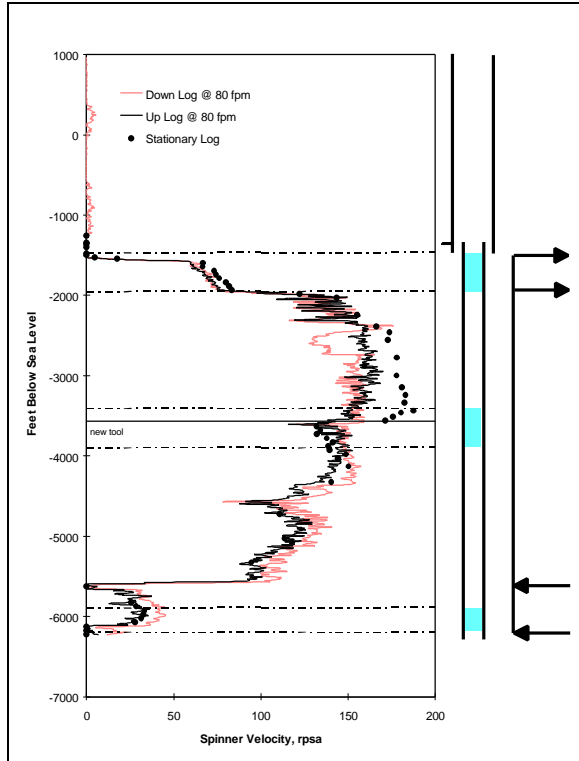 1000
Down Log @ 80 fpm
Up Log @ 80 fpm
0
Stationary Log
-1000
-2000
Feet Below Sea Level
-3000
new tool
-4000
-5000
-6000
-7000
0 50 100 150 200
Spinner Velocity, rpsa